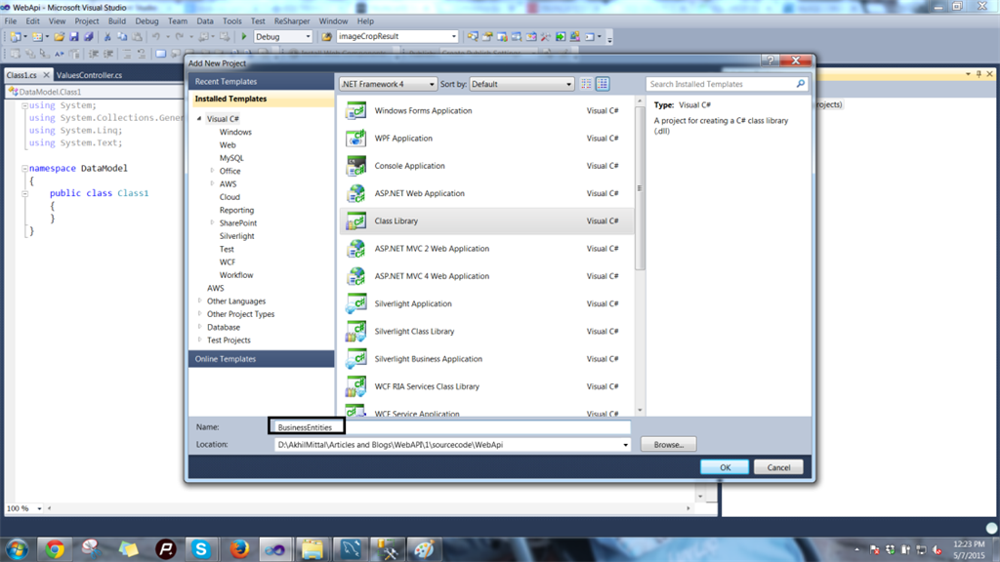 WebApi - Microsoft Visual Studio
File Edit View Project Build Debug Team Data Tools Test ReSharper Window Help
Debug imageCropResult
Class1.cs ValuesController.cs
DataModel.Class1
using System;
using System.Collections.Gener
using System.Linq;
using System.Text;
namespace DataModel
{
public class Class1
{
}
}
100 %
Add New Project
Recent Templates
Installed Templates
Visual C#
Windows
Web
MySQL
Office
AWS
Cloud
Reporting
SharePoint
Silverlight
Test
WCF
Workflow
AWS
Other Languages
Other Project Types
Database
Test Projects
Online Templates
.NET Framework 4 Sort by: Default
Windows Forms Application Visual C#
WPF Application Visual C#
Console Application Visual C#
ASP.NET Web Application Visual C#
Class Library Visual C#
ASP.NET MVC 2 Web Application Visual C#
ASP.NET MVC 4 Web Application Visual C#
Silverlight Application Visual C#
Silverlight Class Library Visual C#
Silverlight Business Application Visual C#
WCF RIA Services Class Library Visual C#
WCF Service Application Visual C#
Search Installed Templates
Type: Visual C#
A project for creating a C# class library
(.dll)
rojects)
Name: BusinessEntities
Location: D:\AkhilMittal\Articles and Blogs\WebAPI\1\sourcecode\WebApi Browse...
OK Cancel
12:23 PM
5/7/2015